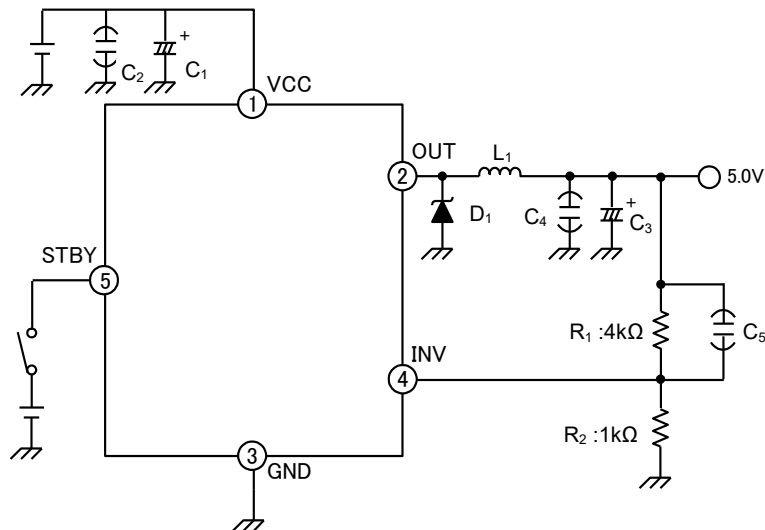 +
C2
C1
VCC
1
OUT
2
L1
5.0V
D1
C4
+
C3
STBY
5
R1 :4kΩ
C5
INV
4
R2 :1kΩ
3
GND